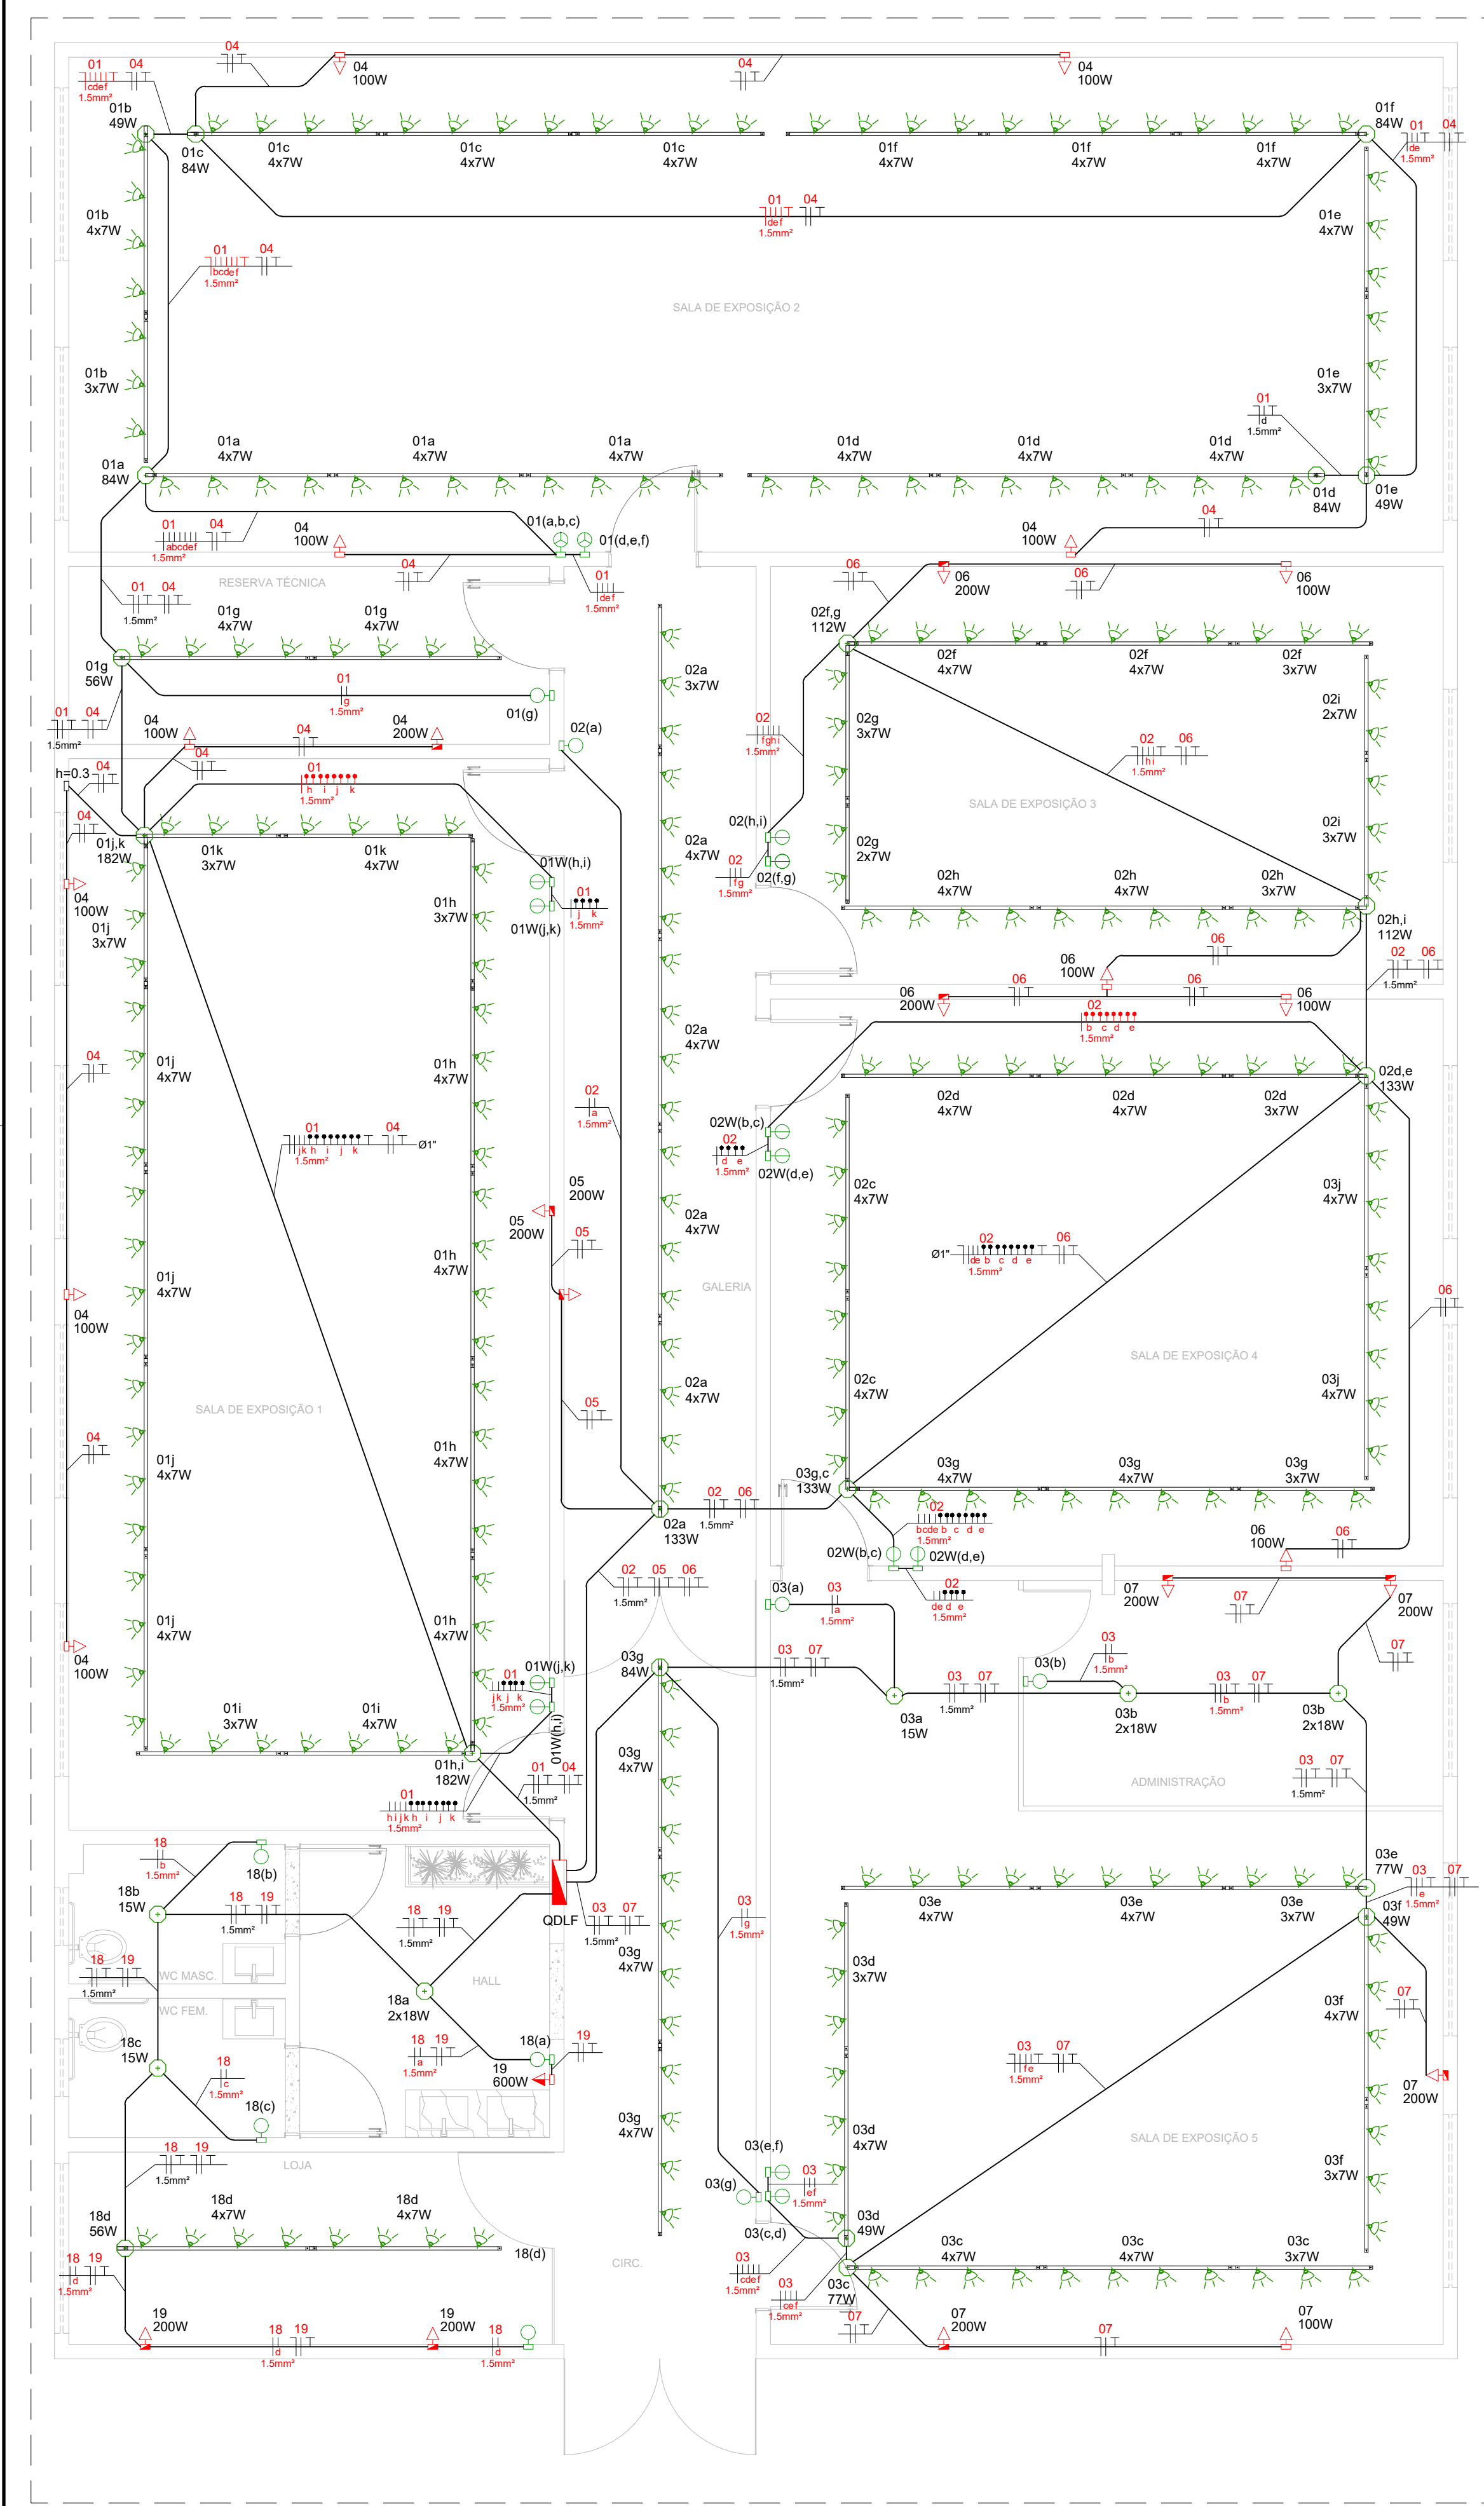 04
04
100W
04
04
100W
01 04
cdef
1.5mm²
01b
49W
01c
84W
01c
4x7W
01c
4x7W
01c
4x7W
01f
4x7W
01f
4x7W
01f
4x7W
01f
84W
01 04
de
1.5mm²
01b
4x7W
01 04
def
1.5mm²
01e
4x7W
01 04
bcdef
1.5mm²
SALA DE EXPOSIÇÃO 2
01b
3x7W
01e
3x7W
01
d
1.5mm²
01a
84W
01a
4x7W
01a
4x7W
01a
4x7W
01d
4x7W
01d
4x7W
01d
4x7W
01d
84W
01e
49W
01 04
abcdef
1.5mm²
04
100W
01(a,b,c)
01(d,e,f)
04
100W
04
04
01
def
1.5mm²
RESERVA TÉCNICA
01 04
1.5mm²
01g
4x7W
01g
4x7W
01g
56W
01
g
1.5mm²
01(g)
02(a)
06
06
200W
06
06
100W
02f,g
112W
02f
4x7W
02f
4x7W
02f
3x7W
02a
3x7W
02g
3x7W
02i
2x7W
01 04
1.5mm²
04
100W
04
04
200W
04
02
fghi
1.5mm²
02 06
hi
1.5mm²
h=0.3
04
04
01
h i j k
1.5mm²
SALA DE EXPOSIÇÃO 3
01j,k
182W
01k
3x7W
01k
4x7W
02a
4x7W
02(h,i)
02
fg
1.5mm²
02(f,g)
02g
2x7W
02i
3x7W
02h
4x7W
02h
4x7W
02h
3x7W
04
100W
01j
3x7W
01h
3x7W
01W(h,i)
01
j k
1.5mm²
01W(j,k)
02h,i
112W
02 06
1.5mm²
06
06
100W
06
200W
06
06
06
100W
02
b c d e
1.5mm²
04
01j
4x7W
01h
4x7W
02a
4x7W
02d
4x7W
02d
4x7W
02d
3x7W
02d,e
133W
02
a
1.5mm²
01 04
jk h i j k
1.5mm²
Ø1"
02W(b,c)
02
d e
1.5mm²
02W(d,e)
05
200W
05
200W
05
02a
4x7W
02c
4x7W
03j
4x7W
Ø1"
02 06
de b c d e
1.5mm²
01j
4x7W
01h
4x7W
GALERIA
06
04
100W
SALA DE EXPOSIÇÃO 4
SALA DE EXPOSIÇÃO 1
05
02a
4x7W
02c
4x7W
03j
4x7W
04
01j
4x7W
01h
4x7W
03g,c
133W
03g
4x7W
03g
4x7W
03g
3x7W
02a
133W
02 06
1.5mm²
02
bcde b c d e
1.5mm²
02W(b,c)
02W(d,e)
06
100W
06
02 05 06
1.5mm²
02
de d e
1.5mm²
03(a)
03
a
1.5mm²
07
200W
07
07
200W
07
01j
4x7W
01h
4x7W
04
100W
03g
84W
03 07
1.5mm²
03(b)
03
b
1.5mm²
01W(j,k)
01
jk j k
1.5mm²
01W(h,i)
03a
15W
03 07
1.5mm²
03b
2x18W
03 07
b
1.5mm²
03b
2x18W
01i
3x7W
01i
4x7W
01h,i
182W
01 04
1.5mm²
01
hijk h i j k
1.5mm²
03g
4x7W
ADMINISTRAÇÃO
03 07
1.5mm²
18
b
1.5mm²
18(b)
18b
15W
18 19
1.5mm²
18 19
1.5mm²
QDLF
03 07
1.5mm²
03
g
1.5mm²
03e
77W
03 07
e
1.5mm²
03f
49W
03e
4x7W
03e
4x7W
03e
3x7W
18 19
1.5mm²
WC MASC.
HALL
03g
4x7W
03d
3x7W
WC FEM.
18a
2x18W
03f
4x7W
07
18c
15W
18 19
a
1.5mm²
18(a)
19
19
600W
03 07
fe
1.5mm²
18
c
1.5mm²
18(c)
07
200W
03g
4x7W
03d
4x7W
SALA DE EXPOSIÇÃO 5
18 19
1.5mm²
LOJA
03(e,f)
03
ef
1.5mm²
03(g)
03(c,d)
03f
3x7W
18d
56W
18d
4x7W
18d
4x7W
18(d)
CIRC.
03d
49W
03c
4x7W
03c
4x7W
03c
3x7W
18 19
d
1.5mm²
03
cdef
1.5mm²
03
cef
1.5mm²
03c
77W
07
19
200W
18 19
d
1.5mm²
19
200W
18
d
1.5mm²
07
200W
07
07
100W